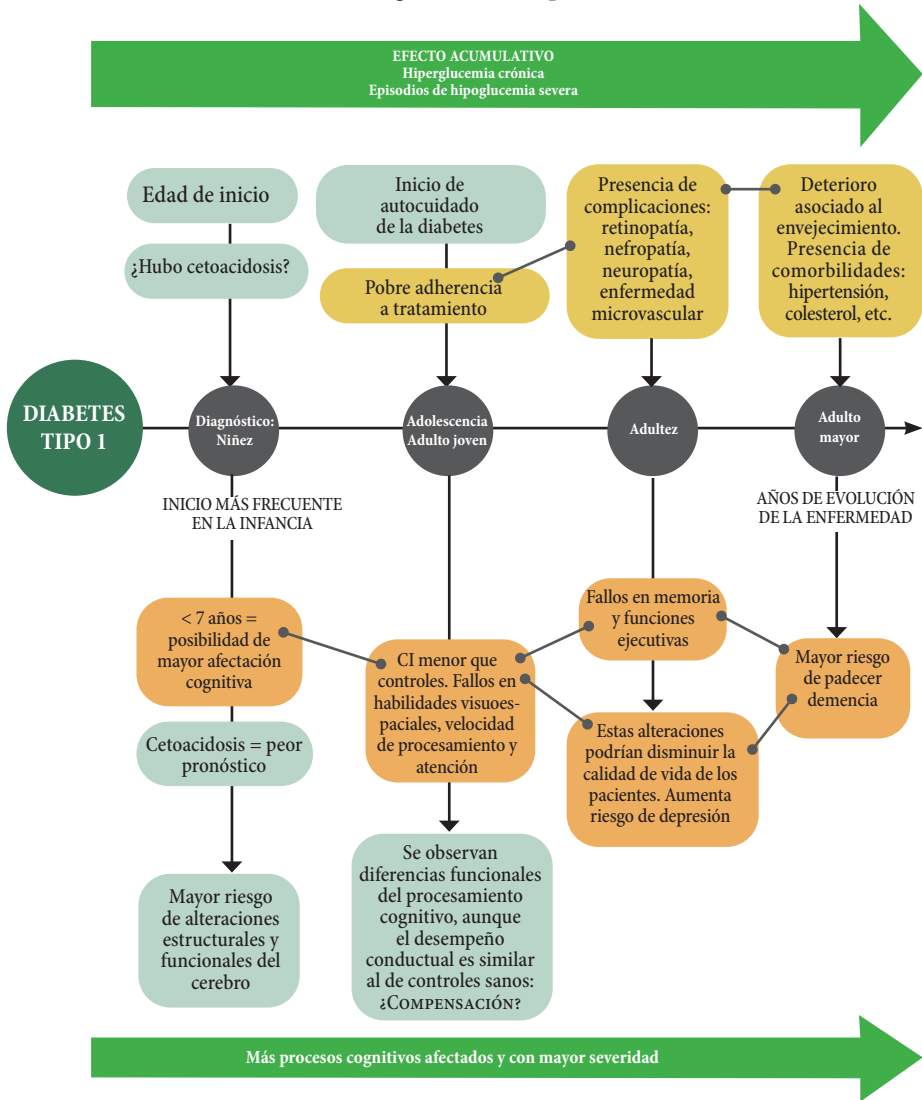 EFECTO ACUMULATIVO
Hiperglucemia crónica
Episodios de hipoglucemia severa
Edad de inicio
¿Hubo cetoacidosis?
Inicio de
autocuidado
de la diabetes
Pobre adherencia
a tratamiento
Presencia de
complicaciones:
retinopatía,
nefropatía,
neuropatía,
enfermedad
microvascular
Deterioro
asociado al
envejecimiento.
Presencia de
comorbilidades:
hipertensión,
colesterol, etc.
DIABETES
TIPO 1
Diagnóstico:
Niñez
Adolescencia
Adulto joven
Adultez
Adulto
mayor
INICIO MÁS FRECUENTE
EN LA INFANCIA
AÑOS DE EVOLUCIÓN
DE LA ENFERMEDAD
< 7 años =
posibilidad de
mayor afectación
cognitiva
Cetoacidosis = peor
pronóstico
Mayor riesgo
de alteraciones
estructurales y
funcionales del
cerebro
CI menor que
controles. Fallos en
habilidades visuoes-
paciales, velocidad
de procesamiento y
atención
Se observan
diferencias funcionales
del procesamiento
cognitivo, aunque
el desempeño
conductual es similar
al de controles sanos:
¿COMPENSACIÓN?
Fallos en memoria
y funciones
ejecutivas
Estas alteraciones
podrían disminuir la
calidad de vida de los
pacientes. Aumenta
riesgo de depresión
Mayor riesgo
de padecer
demencia
Más procesos cognitivos afectados y con mayor severidad